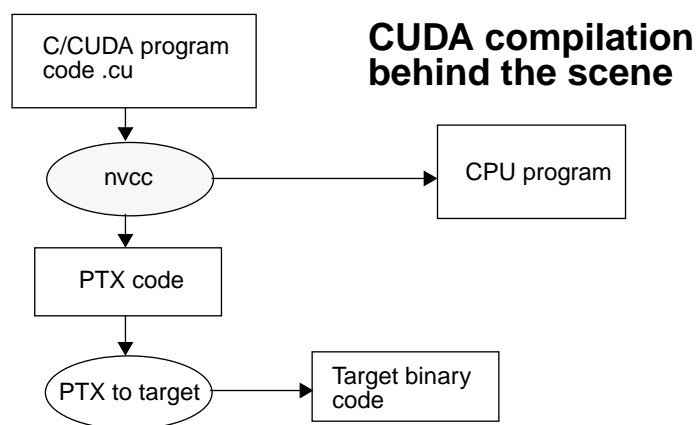 C/CUDA program
code .cu
CUDA compilation
behind the scene
nvcc
CPU program
PTX code
PTX to target
Target binary
code